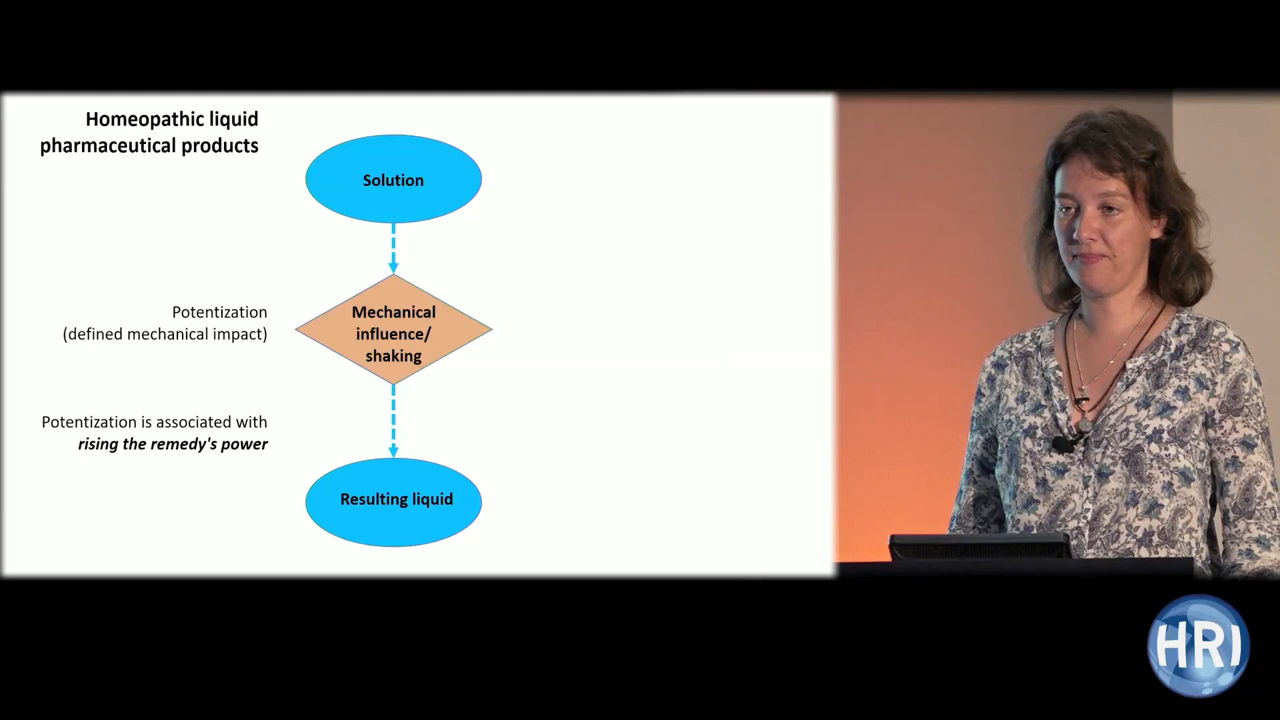 Homeopathic liquid
pharmaceutical products
Solution
Potentization
(defined mechanical impact)
Mechanical
influence/
shaking
Potentization is associated with
rising the remedy's power
Resulting liquid
HRI